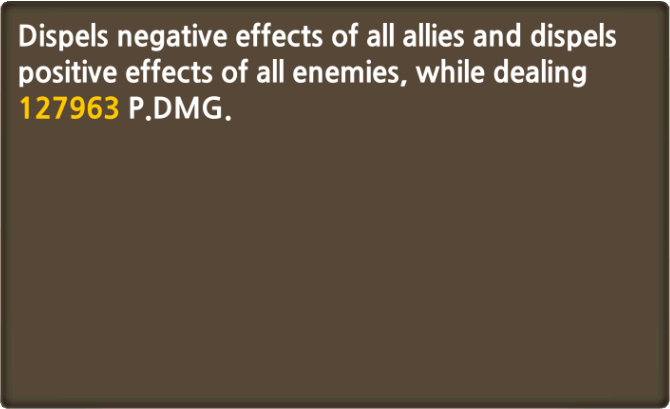 Dispels negative effects of all allies and dispels
positive effects of all enemies, while dealing
127963 P.DMG.